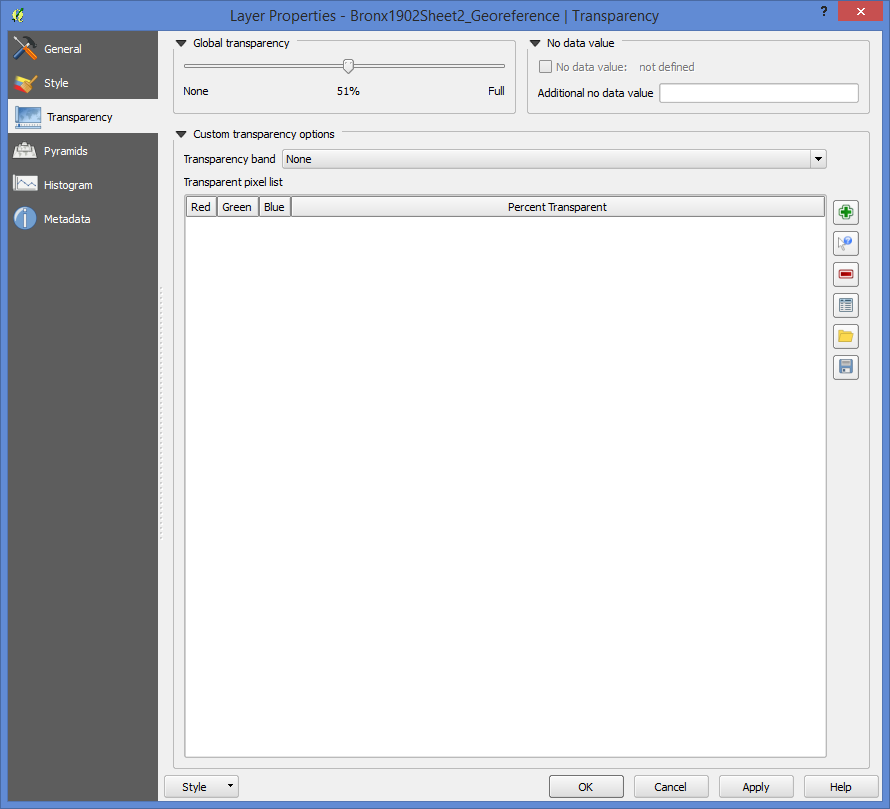 Layer Properties - Bronx1902Sheet2_Georeference | Transparency
?
General
Style
Transparency
Pyramids
Histogram
Metadata
Global transparency
None 51% Full
No data value
No data value: not defined
Additional no data value
Custom transparency options
Transparency band None
Transparent pixel list
Red Green Blue Percent Transparent
Style OK Cancel Apply Help